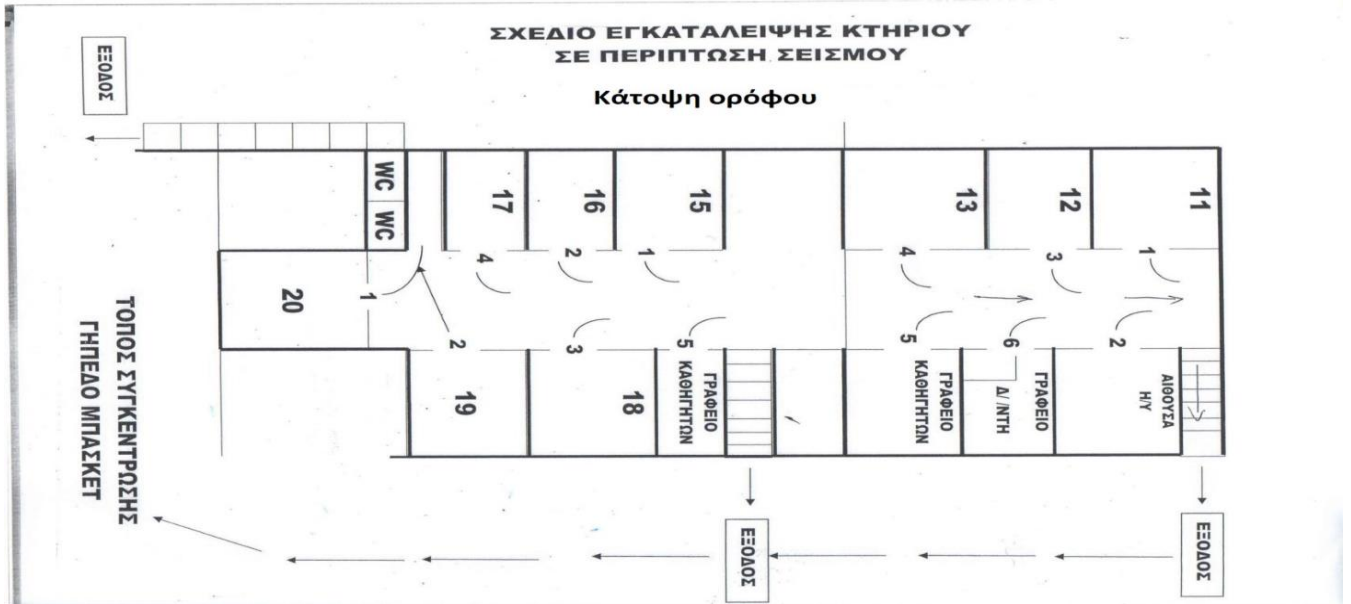 ΣΧΕΔΙΟ ΕΓΚΑΤΑΛΕΙΨΗΣ ΚΤΗΡΙΟΥ
ΣΕ ΠΕΡΙΠΤΩΣΗ ΣΕΙΣΜΟΥ
Κάτοψη ορόφου
ΕΞΟΔΟΣ
WC
WC
17
16
15
13
12
11
4
2
1
4
3
1
20
1
2
3
5
5
6
2
19
18
ΓΡΑΦΕΙΟ
ΚΑΘΗΓΗΤΩΝ
ΓΡΑΦΕΙΟ
ΚΑΘΗΓΗΤΩΝ
ΓΡΑΦΕΙΟ
Δ/ /ΝΤΗ
ΑΙΘΟΥΣΑ
Η/Υ
ΤΟΠΟΣ ΣΥΓΚΕΝΤΡΩΣΗΣ
ΓΗΠΕΔΟ ΜΠΑΣΚΕΤ
ΕΞΟΔΟΣ
ΕΞΟΔΟΣ